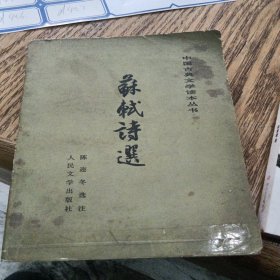 中国古典文学读本丛书
蘇軾詩選
陈迩冬选注
人民文学出版社